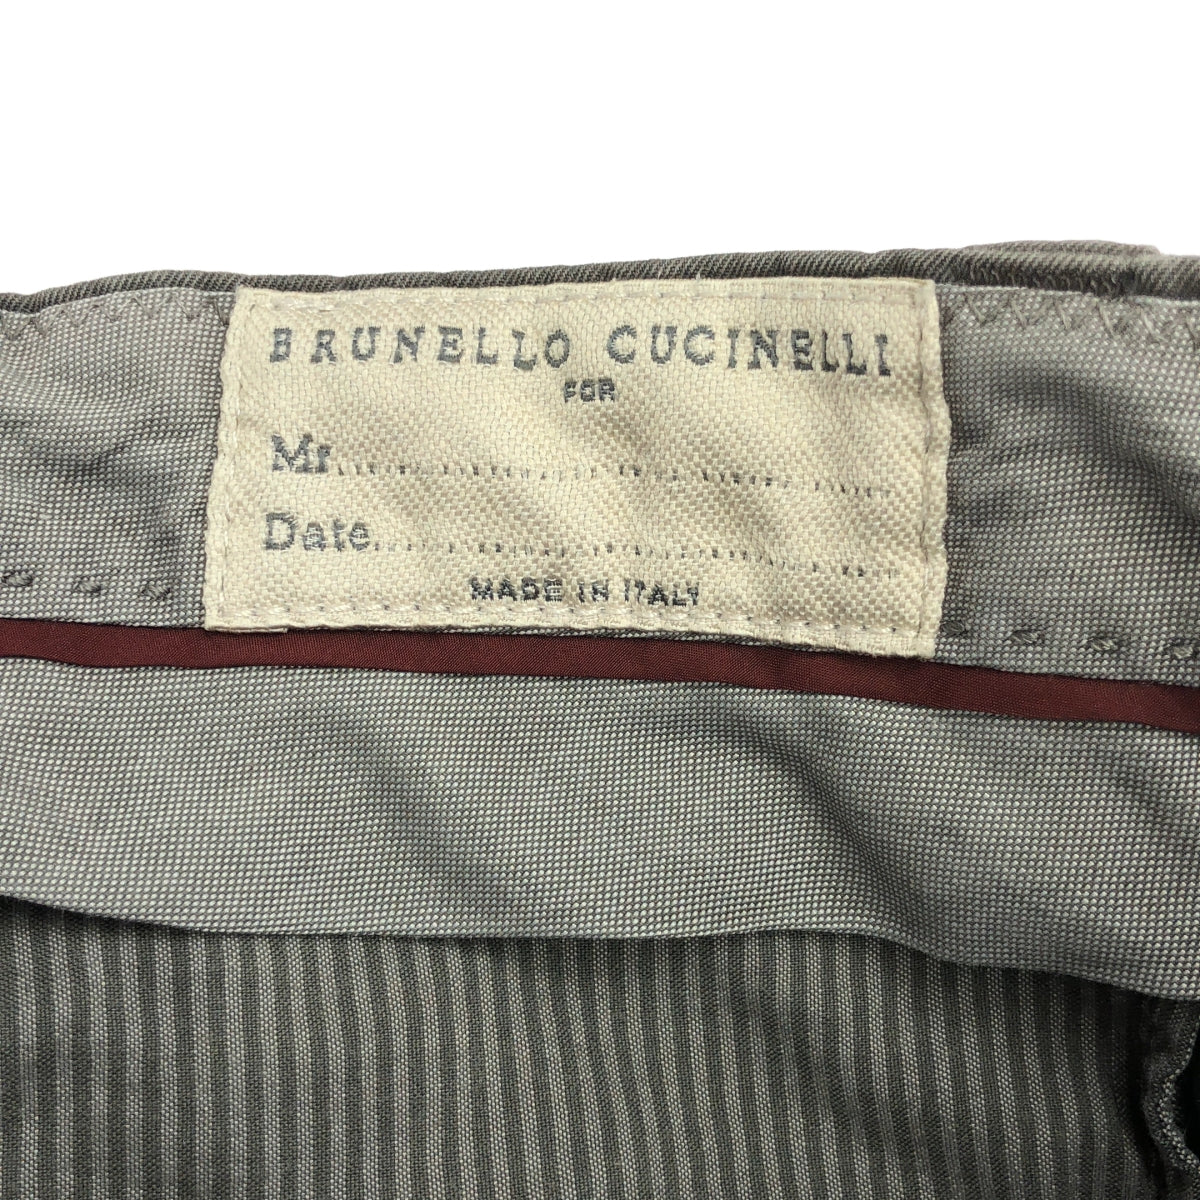 BRUNELLO CUCINELLI
FOR
Mr.............................................
Date.............................................
MADE IN ITALY